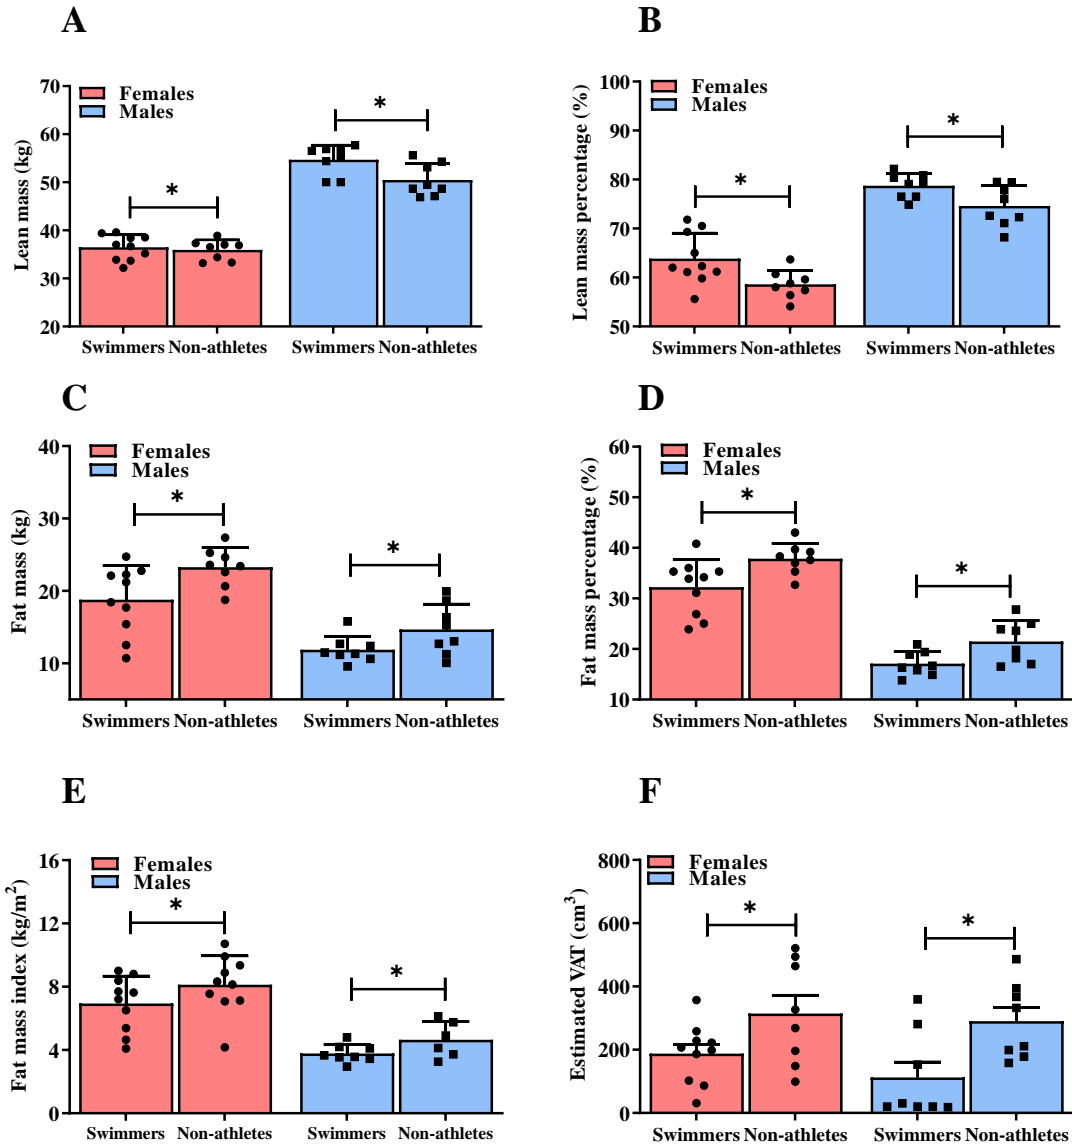 A
Females
Males
Lean mass (kg)
70
60
50
40
30
20
*
*
Swimmers Non-athletes Swimmers Non-athletes
B
Females
Males
Lean mass percentage (%)
100
90
80
70
60
50
*
*
Swimmers Non-athletes Swimmers Non-athletes
C
Females
Males
Fat mass (kg)
40
30
20
10
*
*
Swimmers Non-athletes Swimmers Non-athletes
D
Females
Males
Fat mass percentage (%)
60
50
40
30
20
10
*
*
Swimmers Non-athletes Swimmers Non-athletes
E
Females
Males
Fat mass index (kg/m²)
16
12
8
4
0
*
*
Swimmers Non-athletes Swimmers Non-athletes
F
Females
Males
Estimated VAT (cm³)
800
600
400
200
0
*
*
Swimmers Non-athletes Swimmers Non-athletes